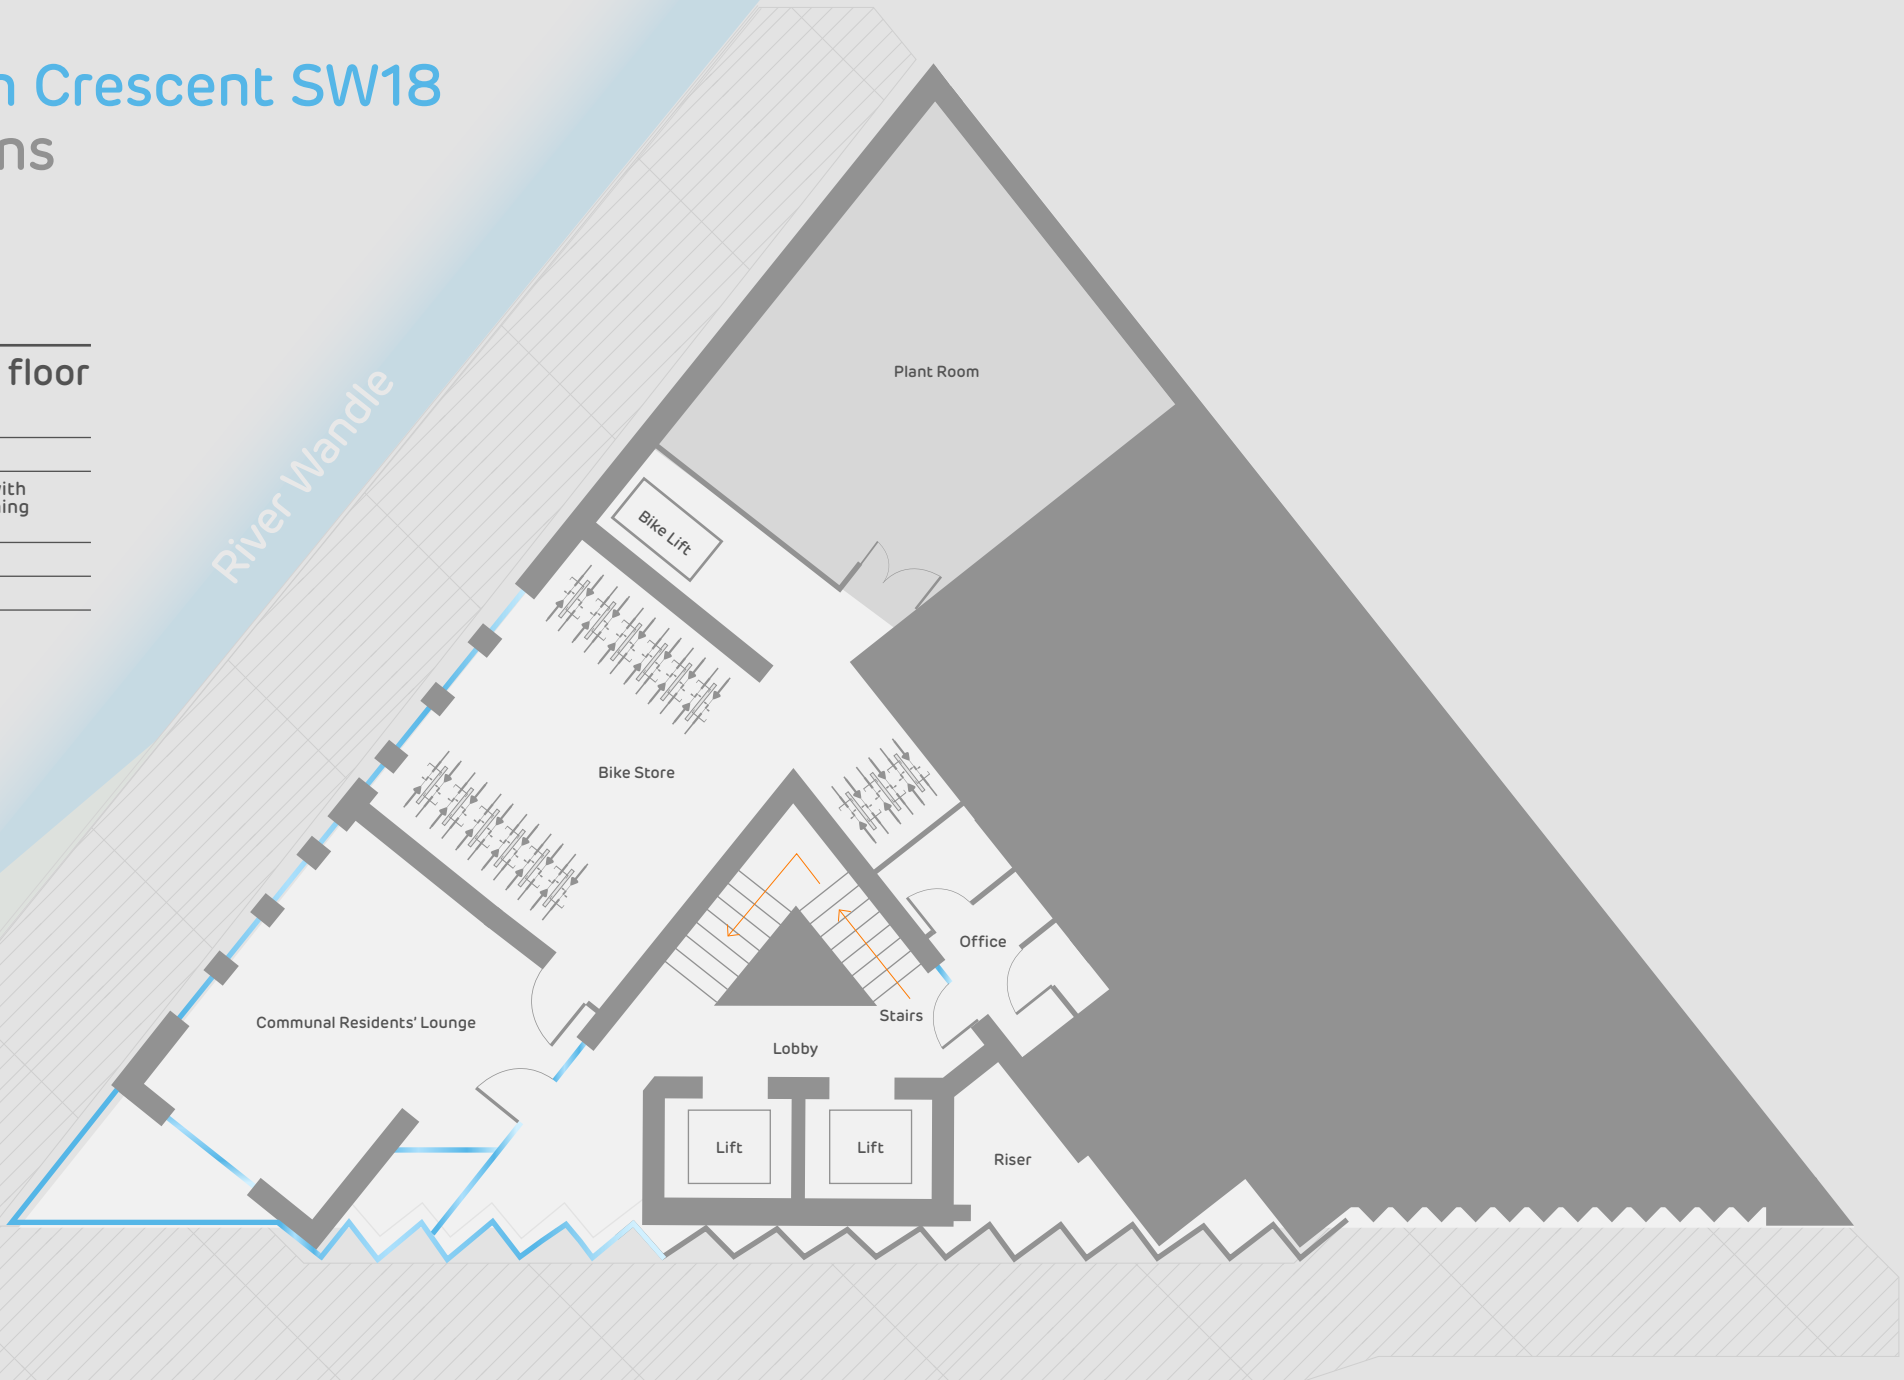 n Crescent SW18
ns
floor
ith
ing
River Wandle
Plant Room
Bike Lift
Bike Store
Office
Communal Residents' Lounge
Stairs
Lobby
Lift
Lift
Riser